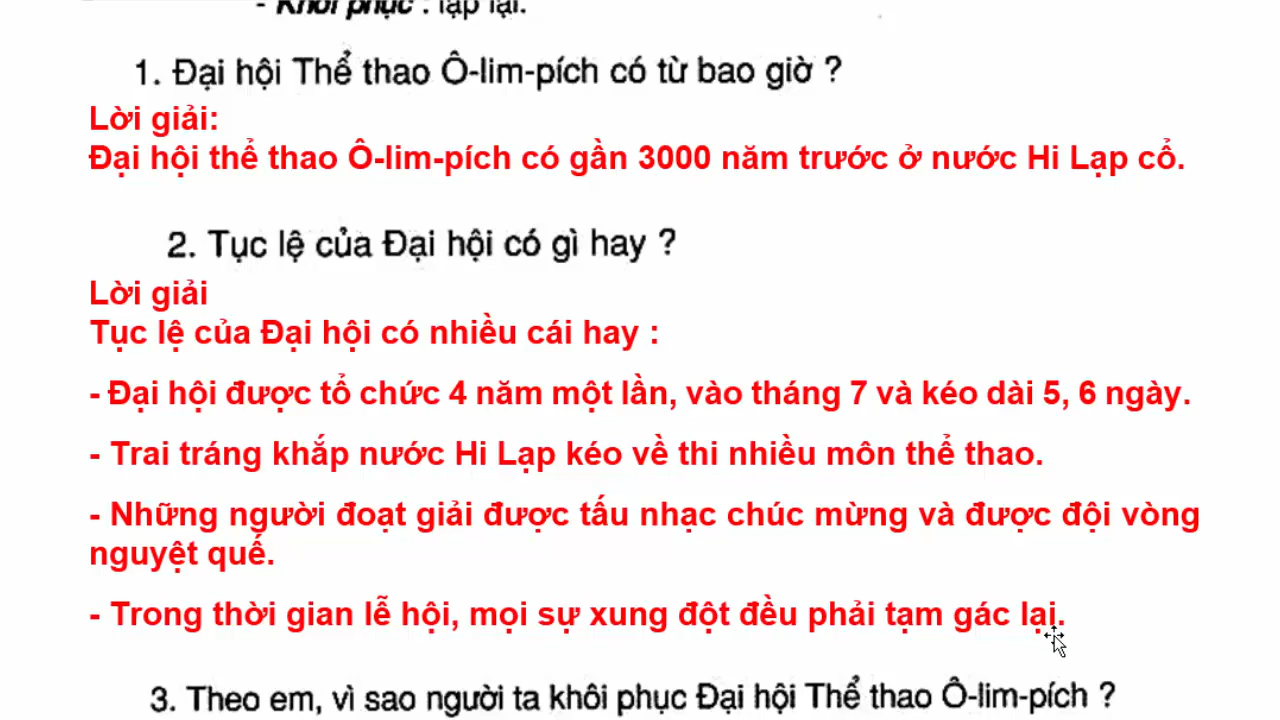 - Khôi phục : lập lại.
1. Đại hội Thể thao Ô-lim-pích có từ bao giờ ?
Lời giải:
Đại hội thể thao Ô-lim-pích có gần 3000 năm trước ở nước Hi Lạp cổ.
2. Tục lệ của Đại hội có gì hay ?
Lời giải
Tục lệ của Đại hội có nhiều cái hay :
- Đại hội được tổ chức 4 năm một lần, vào tháng 7 và kéo dài 5, 6 ngày.
- Trai tráng khắp nước Hi Lạp kéo về thi nhiều môn thể thao.
- Những người đoạt giải được tấu nhạc chúc mừng và được đội vòng
nguyệt quế.
- Trong thời gian lễ hội, mọi sự xung đột đều phải tạm gác lại.
3. Theo em, vì sao người ta khôi phục Đại hội Thể thao Ô-lim-pích ?